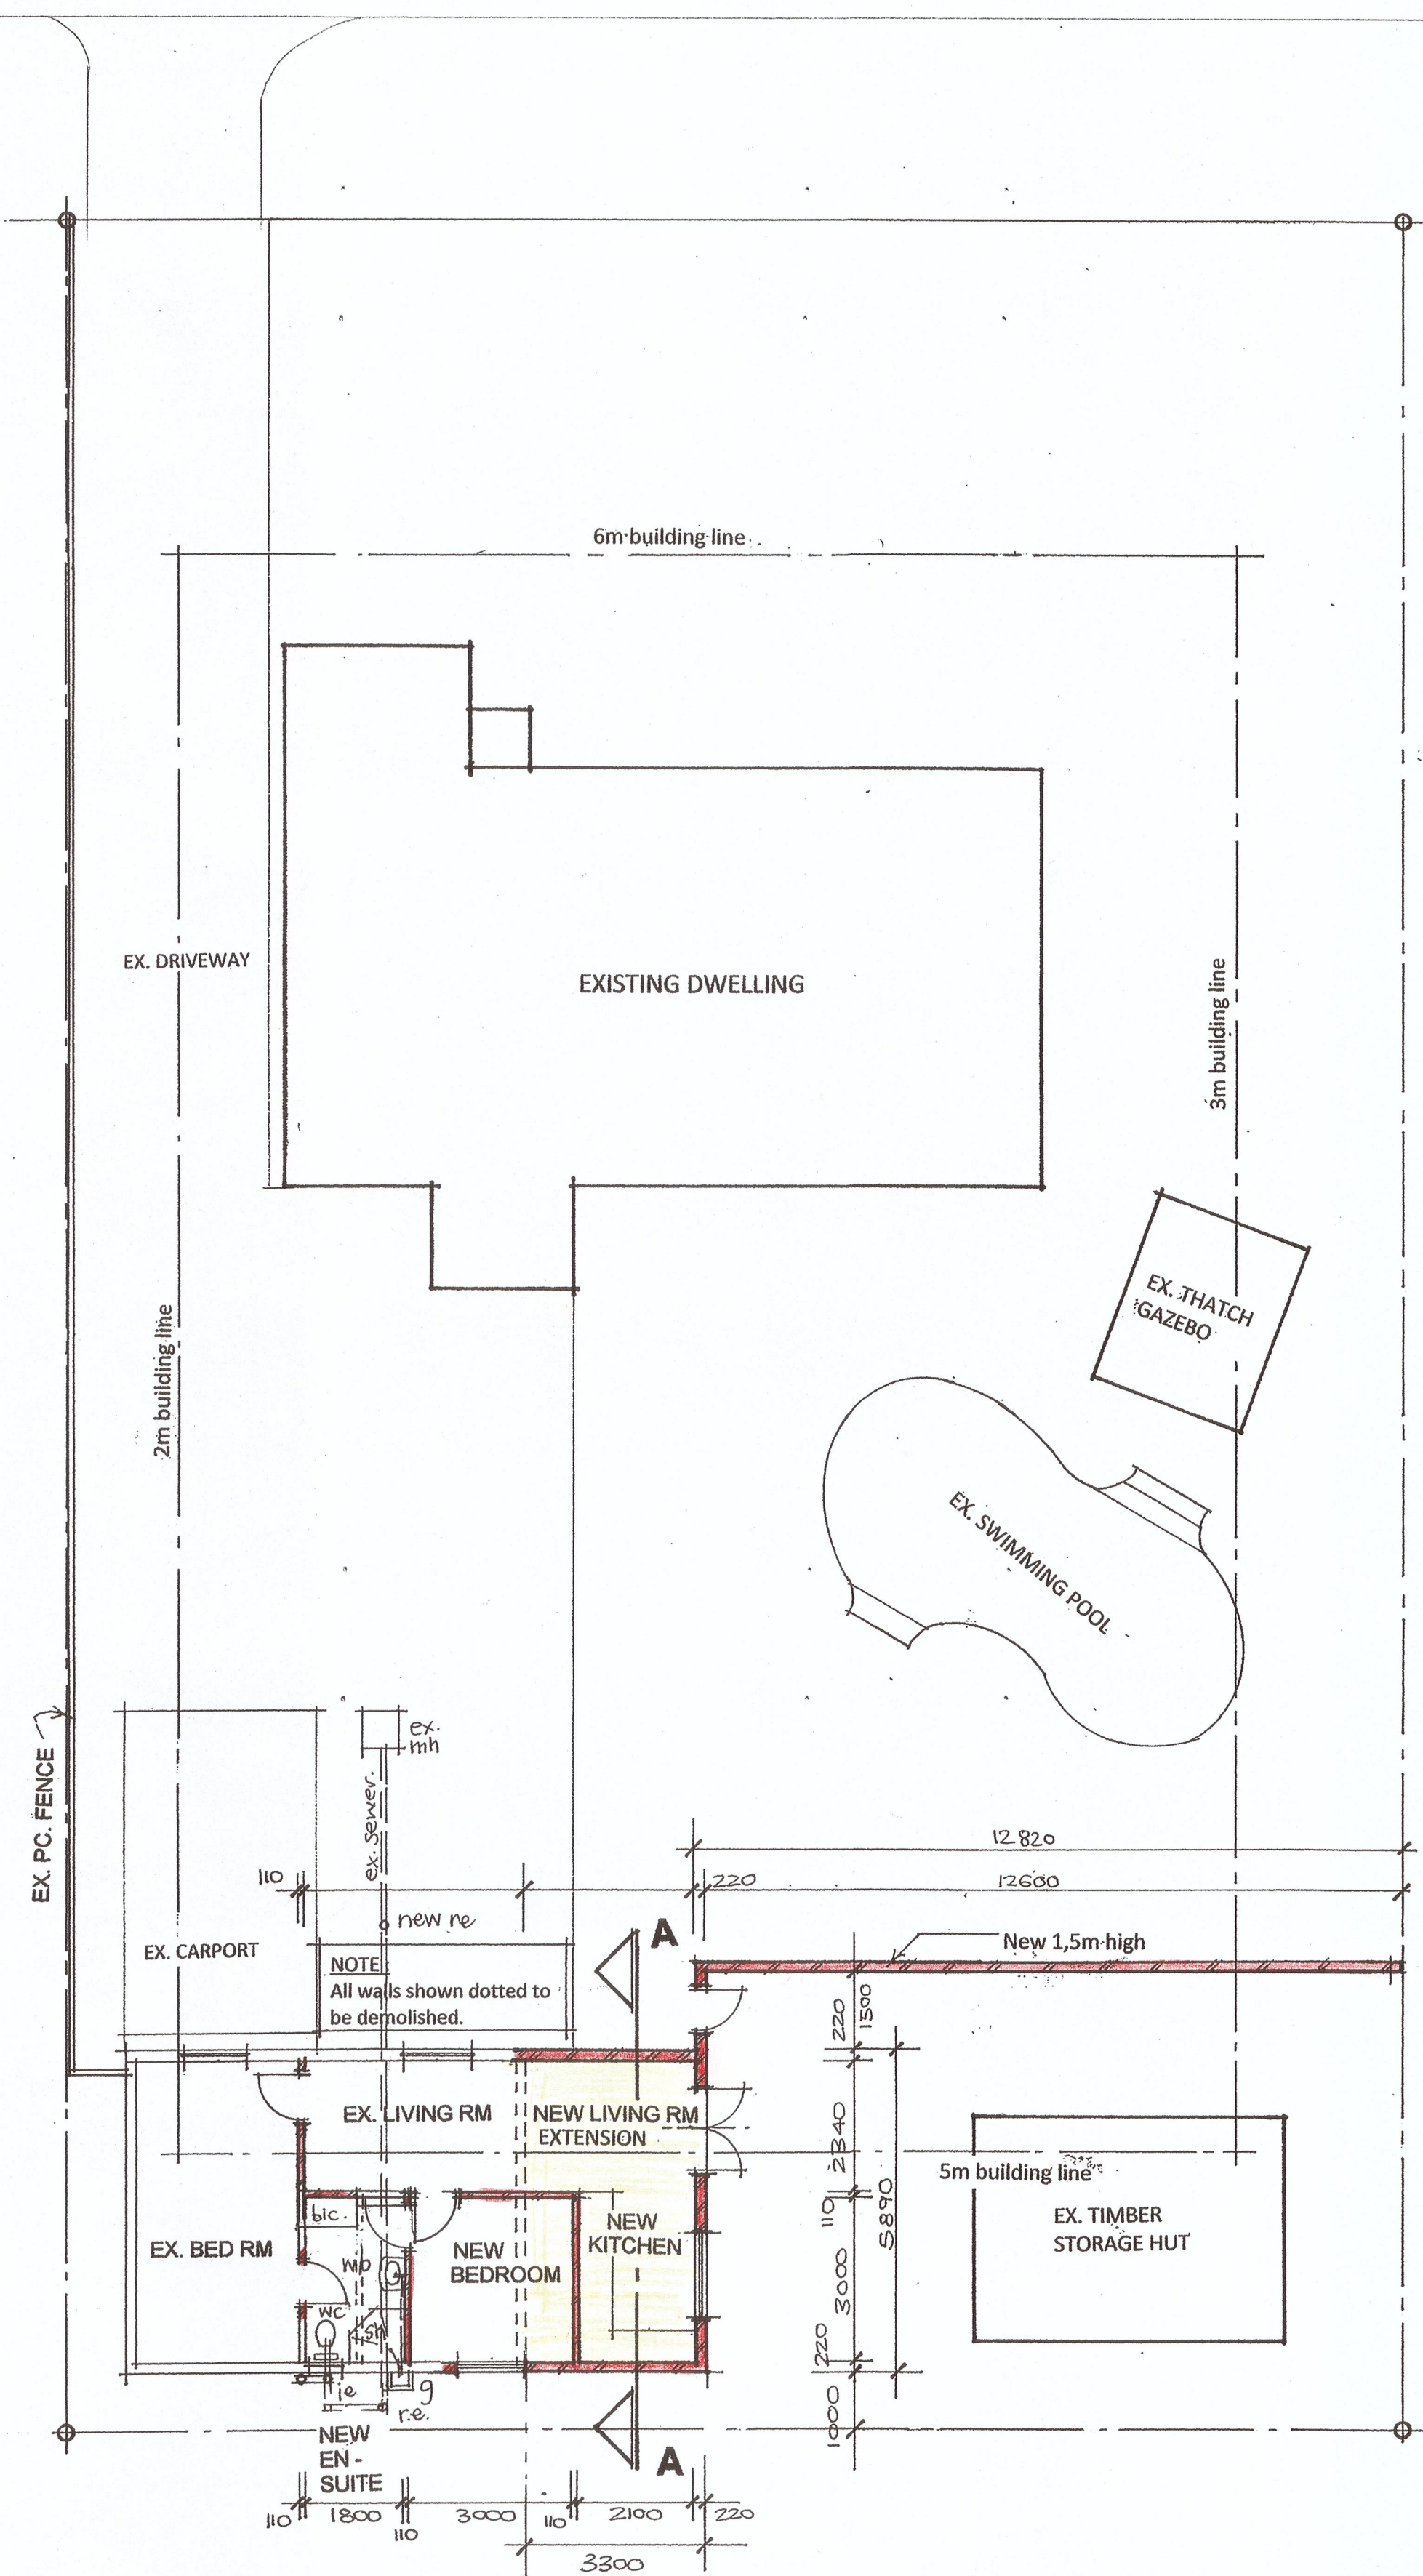 6m building line
EX. DRIVEWAY
EXISTING DWELLING
3m building line
EX. THATCH
GAZEBO
2m building line
EX. SWIMMING POOL
EX. PC. FENCE
ex.
mh
ex. sewer.
12820
110
220
12600
new re
A
New 1,5m high
EX. CARPORT
NOTE
All walls shown dotted to
be demolished.
220
1500
EX. LIVING RM
NEW LIVING RM
EXTENSION
2340
5m building line
110
5890
bic.
EX. TIMBER
STORAGE HUT
EX. BED RM
NEW
BEDROOM
NEW
KITCHEN
wb
3000
wc
sh
220
ie
g
r.e.
1000
NEW
EN-
SUITE
A
110
1800
110
3000
110
2100
220
3300